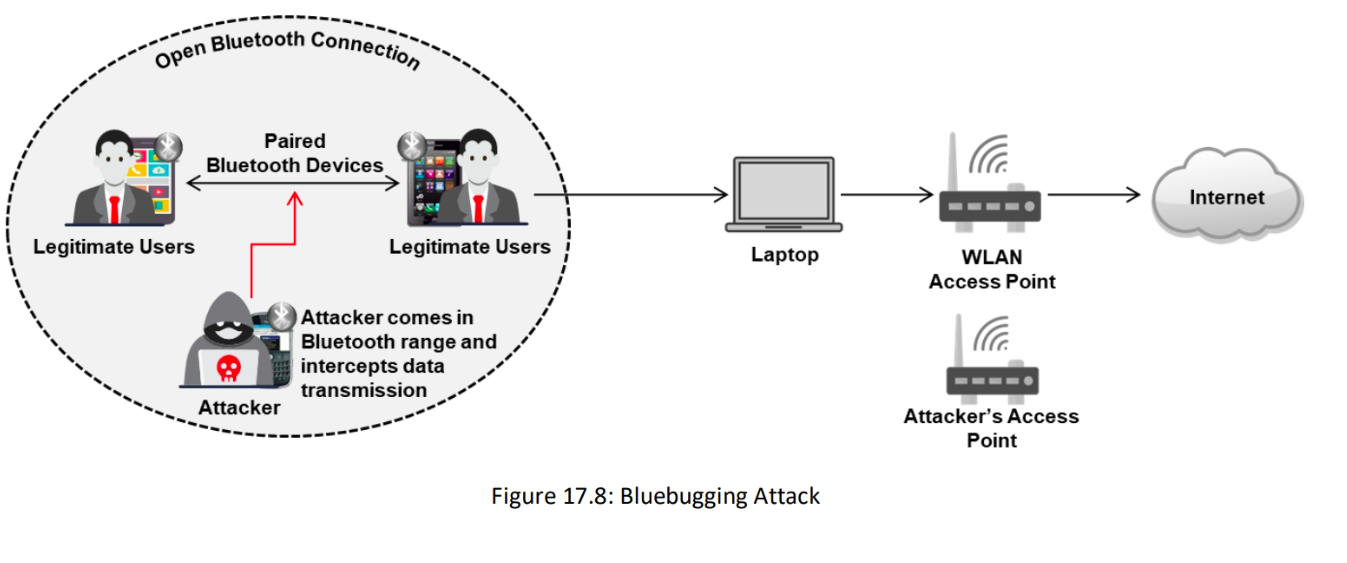 Open Bluetooth Connection
Paired
Bluetooth Devices
Legitimate Users
Legitimate Users
Attacker comes in
Bluetooth range and
intercepts data
transmission
Attacker
Laptop
WLAN
Access Point
Internet
Attacker's Access
Point
Figure 17.8: Bluebugging Attack